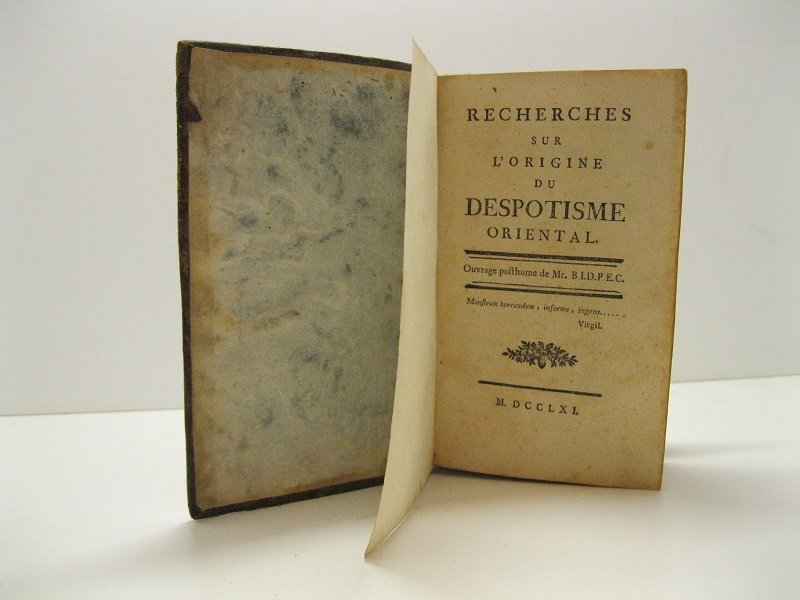 RECHERCHES
SUR
L'ORIGINE
DU
DESPOTISME
ORIENTAL.
Ouvrage posthume de Mr. B.I.D.P.E.C.
Monstrum horrendum, informe, ingens......
Virgil.
M. DCCLXI.